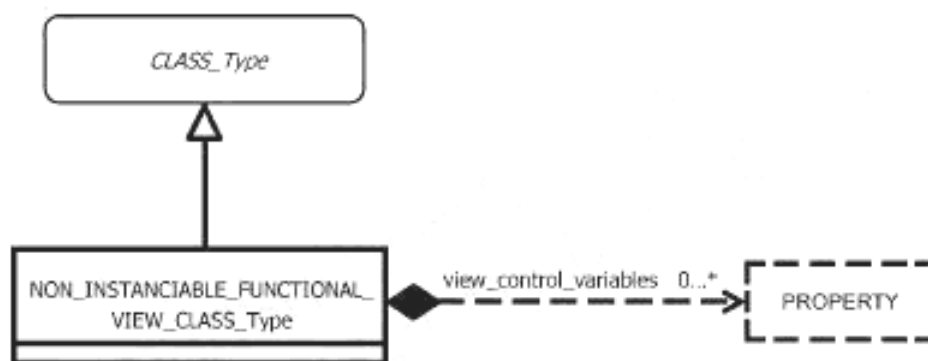 CLASS_Type
NON_INSTANCIABLE_FUNCTIONAL_
VIEW_CLASS_Type
view_control_variables 0...*
PROPERTY